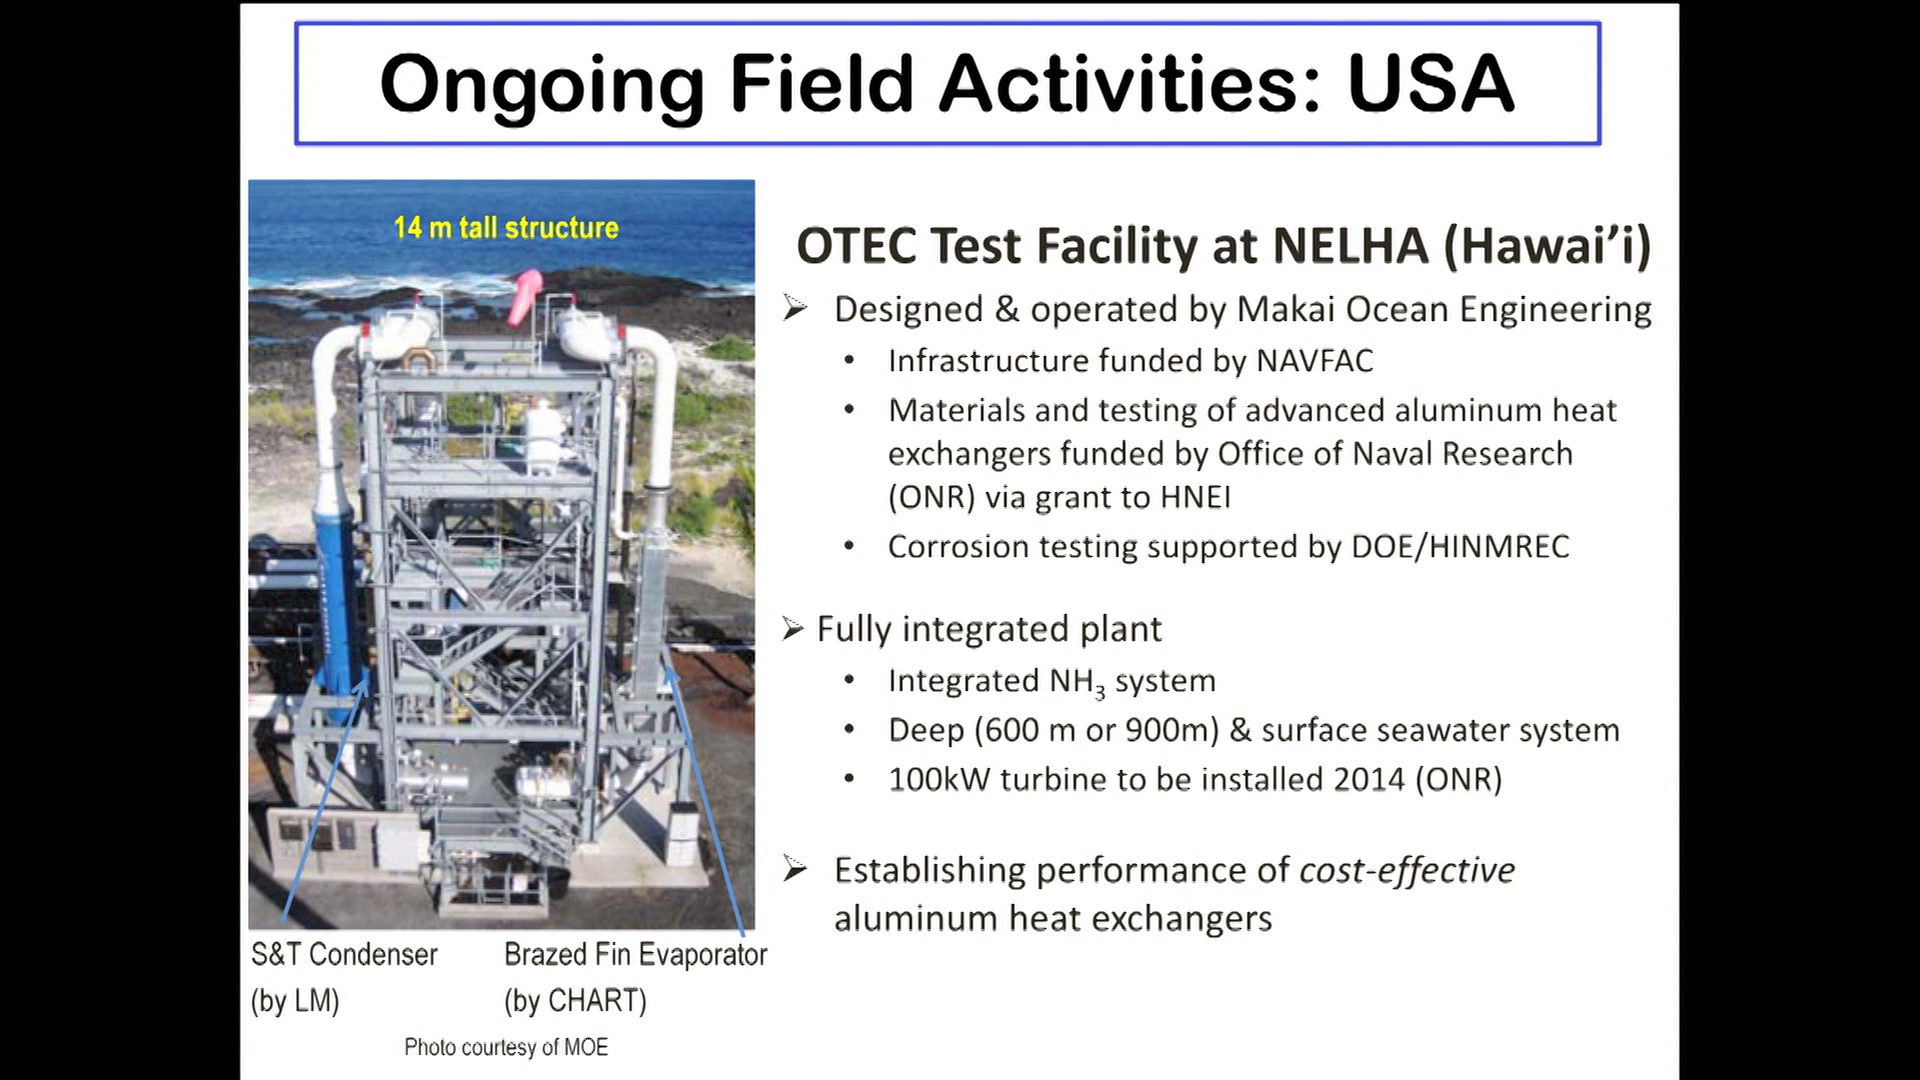 Ongoing Field Activities: USA
14 m tall structure
OTEC Test Facility at NELHA (Hawai’i)
➢ Designed & operated by Makai Ocean Engineering
• Infrastructure funded by NAVFAC
• Materials and testing of advanced aluminum heat
exchangers funded by Office of Naval Research
(ONR) via grant to HNEI
• Corrosion testing supported by DOE/HINMREC
➢ Fully integrated plant
• Integrated NH₃ system
• Deep (600 m or 900m) & surface seawater system
• 100kW turbine to be installed 2014 (ONR)
➢ Establishing performance of cost-effective
aluminum heat exchangers
S&T Condenser
(by LM)
Brazed Fin Evaporator
(by CHART)
Photo courtesy of MOE